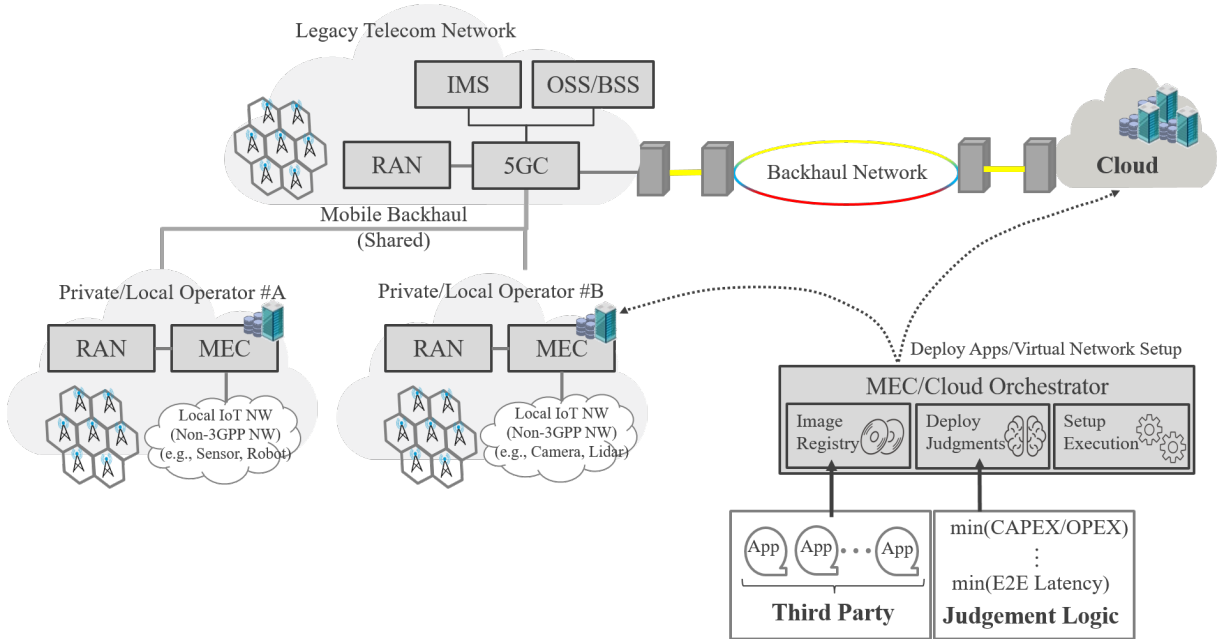 Legacy Telecom Network
IMS
OSS/BSS
RAN
5GC
Backhaul Network
Cloud
Mobile Backhaul
(Shared)
Private/Local Operator #A
RAN
MEC
Local IoT NW
(Non-3GPP NW)
(e.g., Sensor, Robot)
Private/Local Operator #B
RAN
MEC
Local IoT NW
(Non-3GPP NW)
(e.g., Camera, Lidar)
Deploy Apps/Virtual Network Setup
MEC/Cloud Orchestrator
Image
Registry
Deploy
Judgments
Setup
Execution
App
App
App
Third Party
min(CAPEX/OPEX)
min(E2E Latency)
Judgement Logic